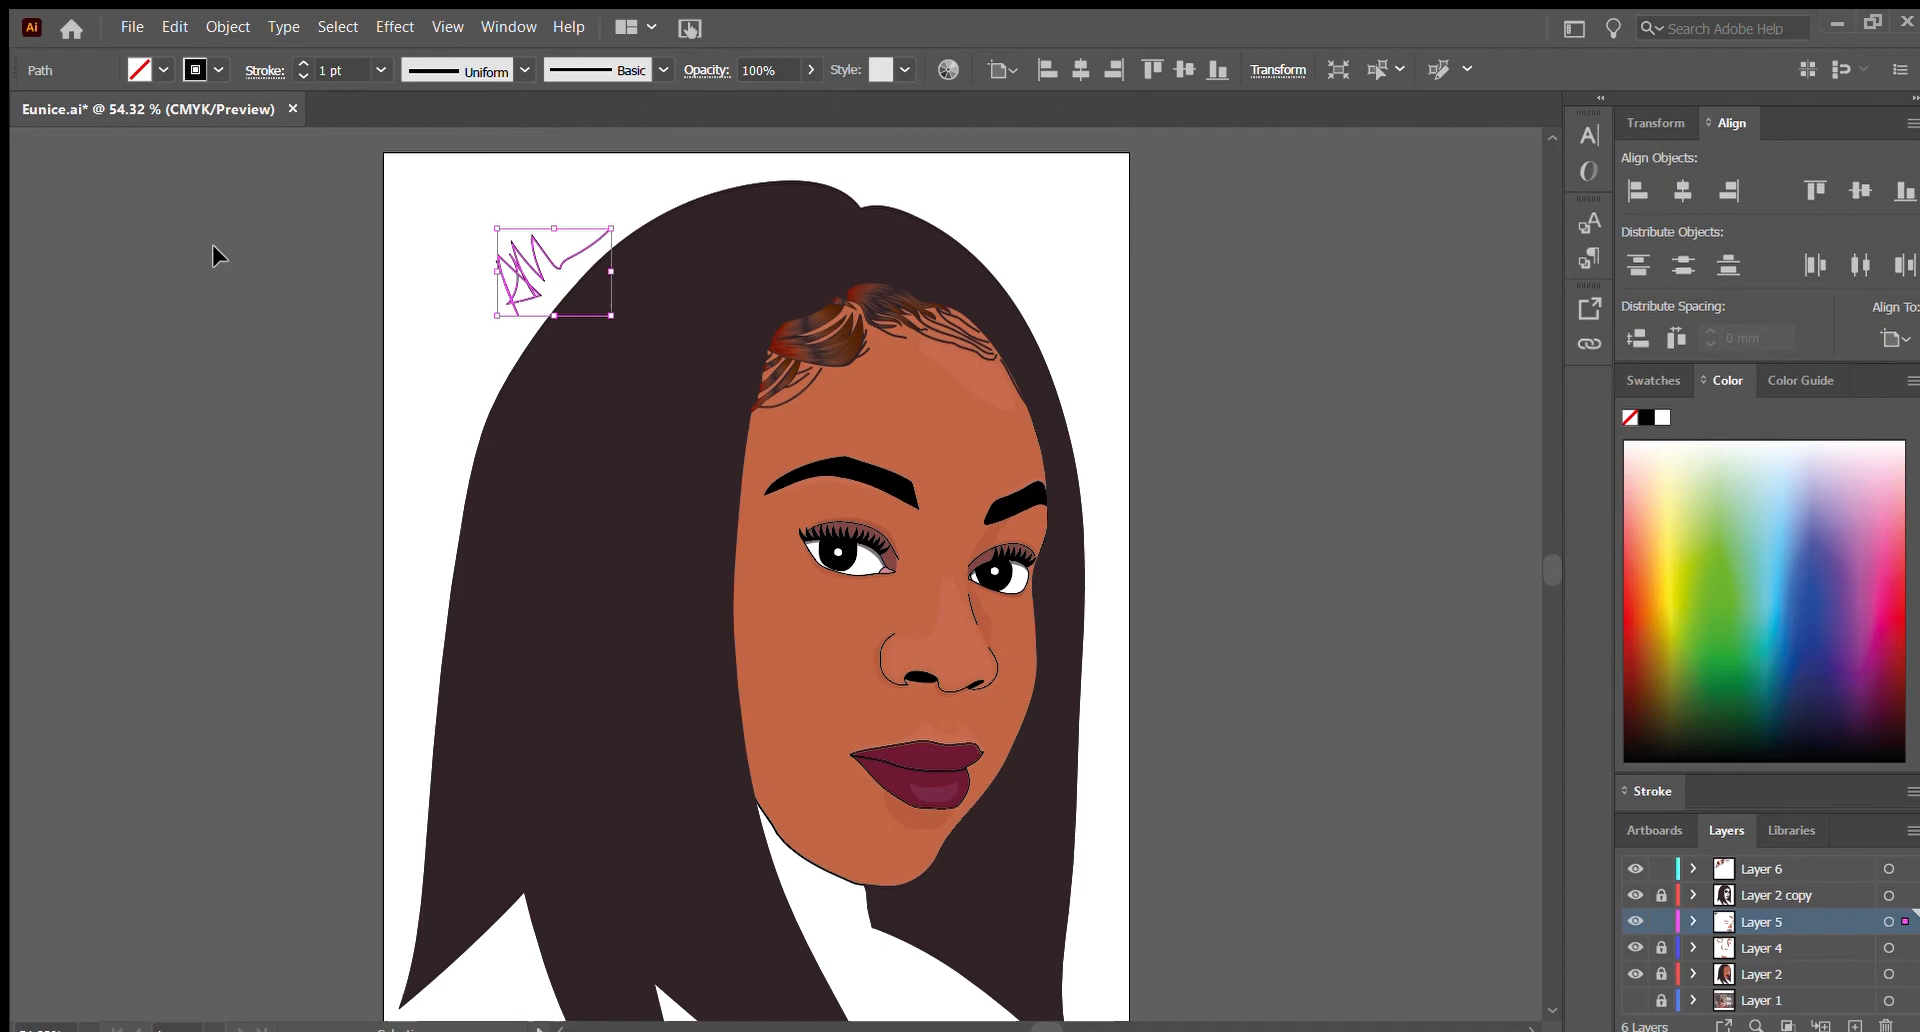 Ai File Edit Object Type Select Effect View Window Help Search Adobe Help
Path Stroke: 1 pt Uniform Basic Opacity: 100% Style: Transform
Eunice.ai* @ 54.32 % (CMYK/Preview) ×
Transform Align
Align Objects:
Distribute Objects:
Distribute Spacing: Align To:
0 mm
Swatches Color Color Guide
Stroke
Artboards Layers Libraries
Layer 6
Layer 2 copy
Layer 5
Layer 4
Layer 2
Layer 1
6 Layers